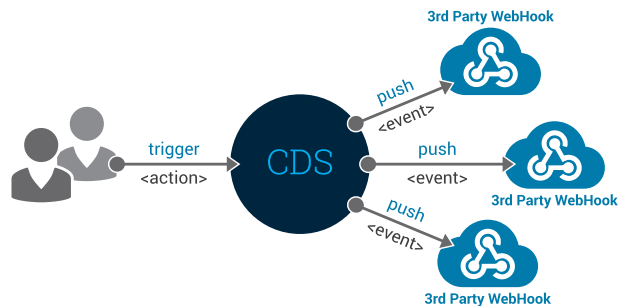 3rd Party WebHook
push
<event>
trigger
<action>
CDS
push
<event>
3rd Party WebHook
push
<event>
3rd Party WebHook